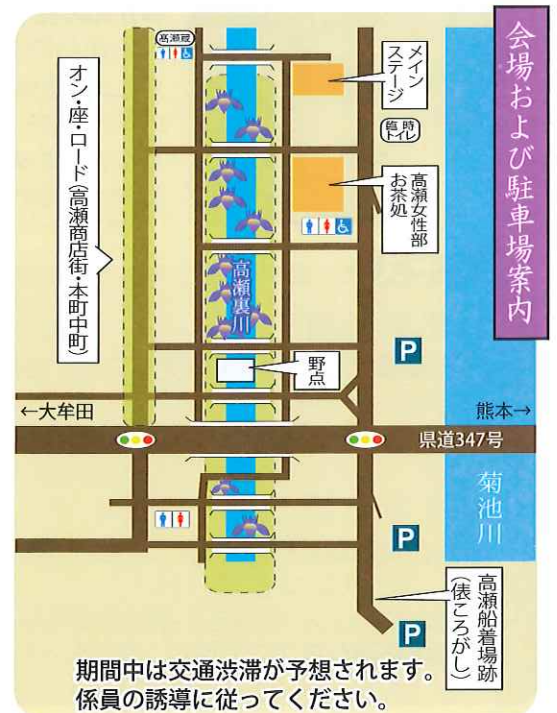 会場および駐車場案内
髙瀬蔵
メイン
ステージ
臨時
トイレ
オン・座・ロード(高瀬商店街・本町中町)
高瀬女性部
お茶処
高瀬裏川
P
野点
←大牟田
熊本→
県道347号
菊池川
P
高瀬船着場跡
(俵ころがし)
P
期間中は交通渋滞が予想されます。
係員の誘導に従ってください。